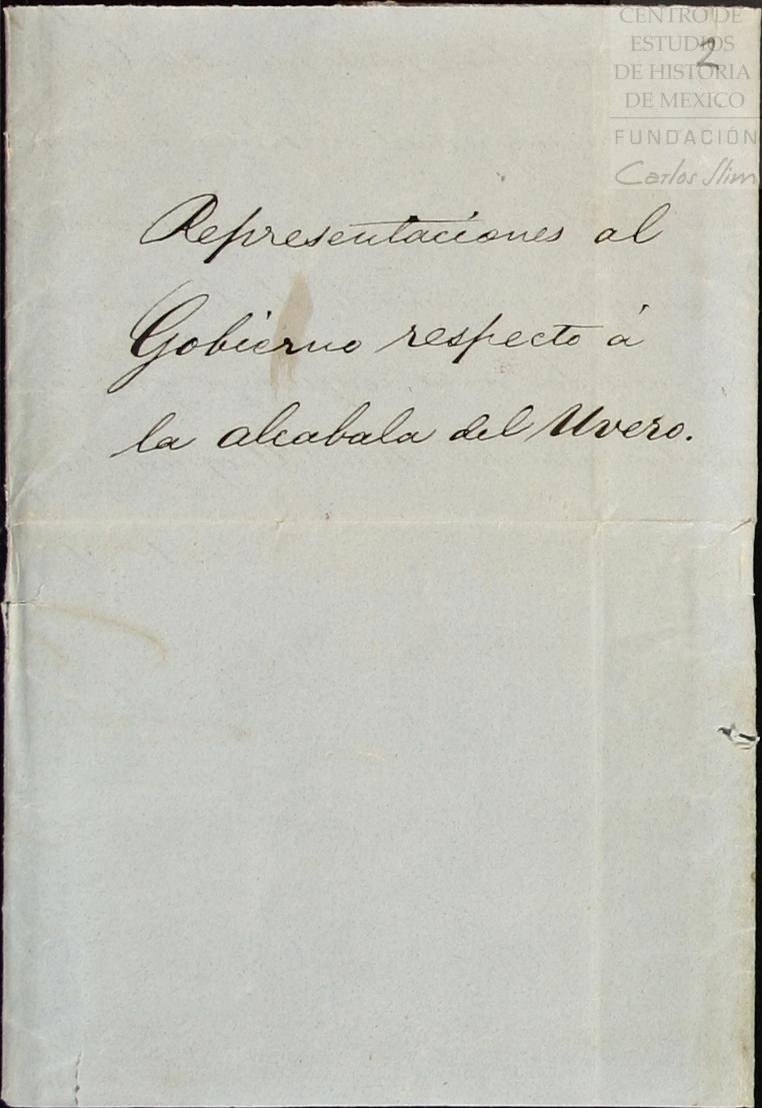 CENTRO DE
ESTUDIOS
DE HISTORIA
DE MEXICO
FUNDACIÓN
Carlos Slim
2
Representaciones al
Gobierno respecto á
la alcabala del Uvero.